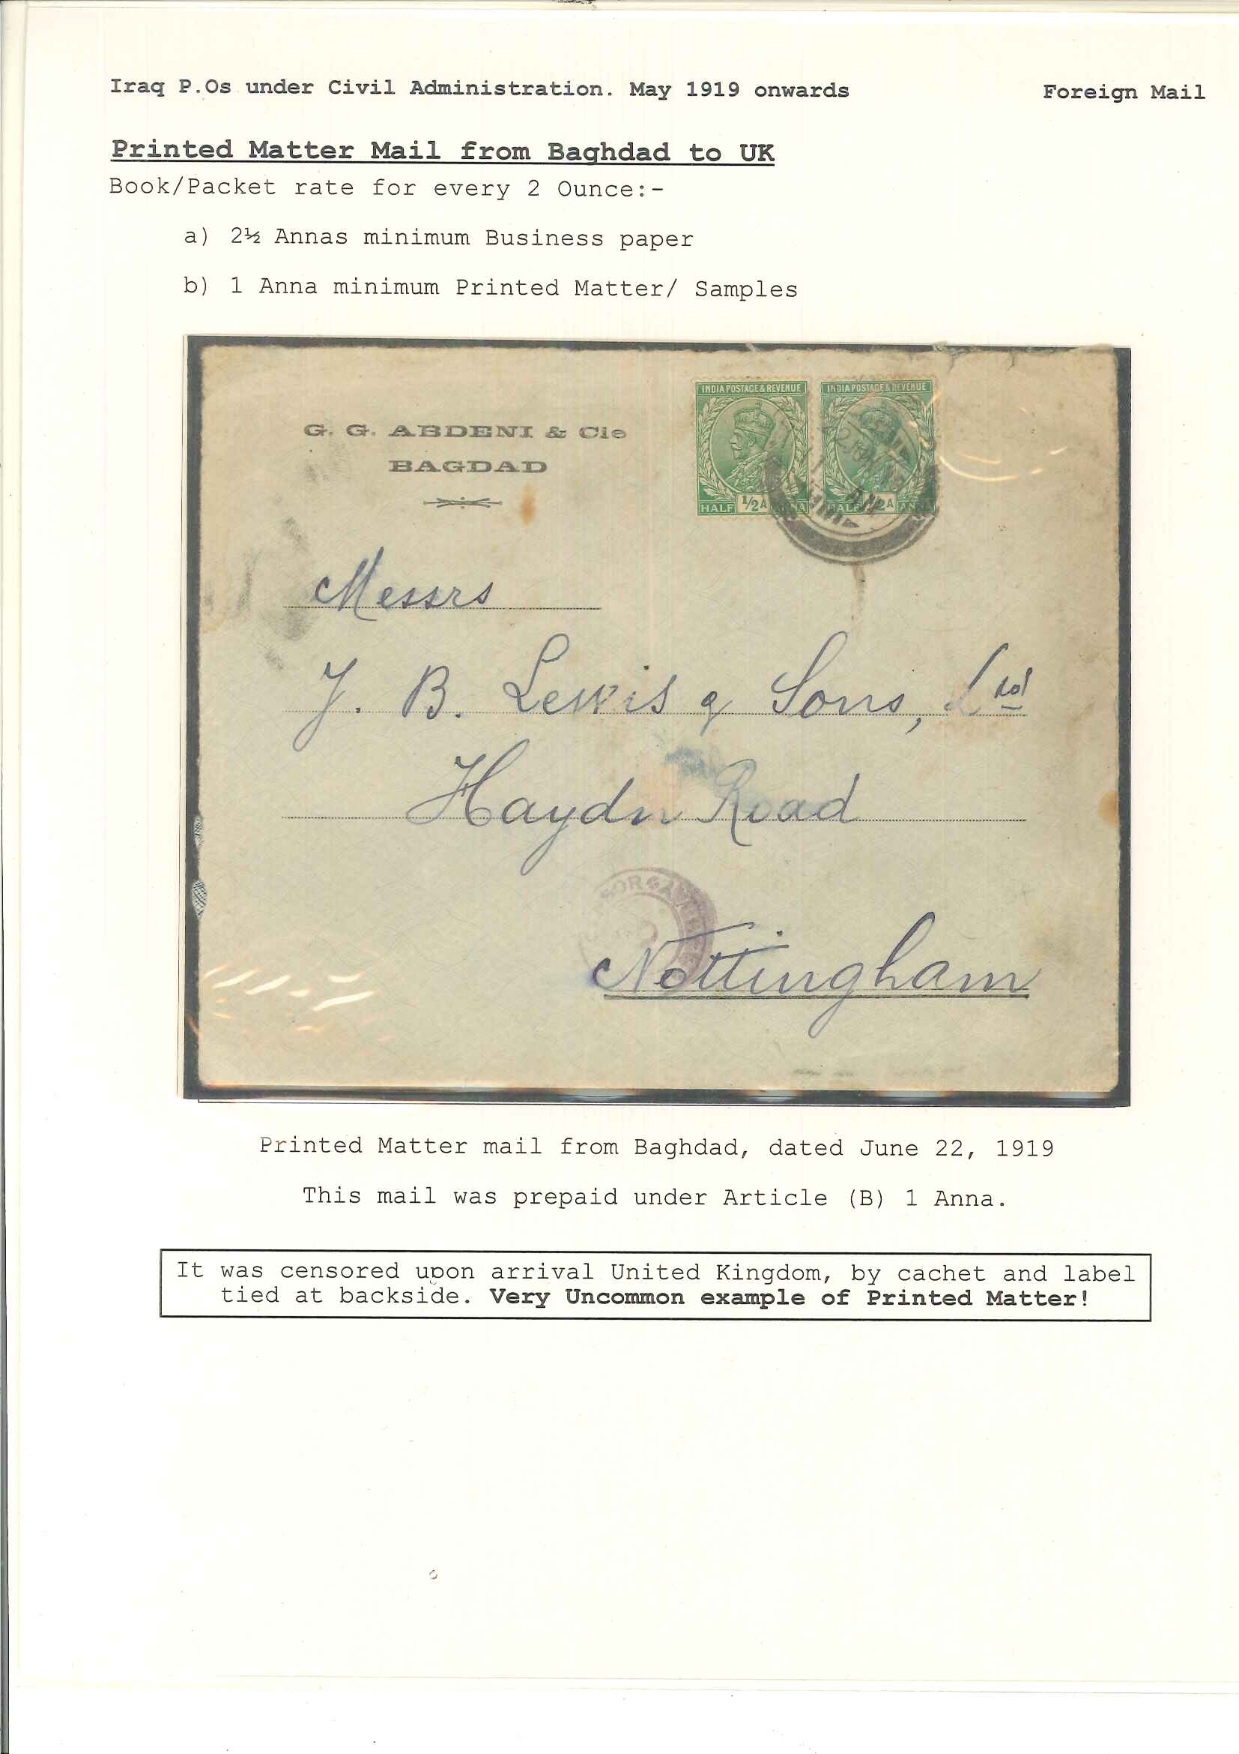 Iraq P.Os under Civil Administration. May 1919 onwards
Foreign Mail
Printed Matter Mail from Baghdad to UK
Book/Packet rate for every 2 Ounce:-
a) 2½ Annas minimum Business paper
b) 1 Anna minimum Printed Matter/ Samples
G. G. ABDENI & Cie
BAGDAD
INDIA POSTAGE & REVENUE
HALF ½A ANNA
INDIA POSTAGE & REVENUE
HALF ½A ANNA
Messrs
J. B. Lewis & Sons, Ltd
Haydn Road
Nottingham
Printed Matter mail from Baghdad, dated June 22, 1919
This mail was prepaid under Article (B) 1 Anna.
It was censored upon arrival United Kingdom, by cachet and label
tied at backside. Very Uncommon example of Printed Matter!